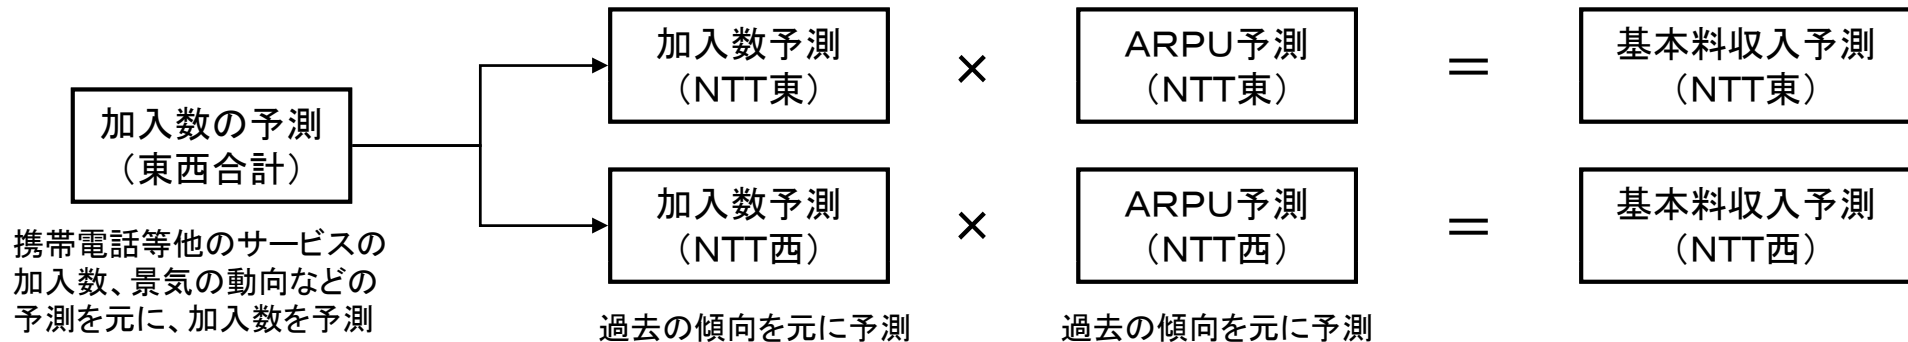 加入数の予測
(東西合計)
携帯電話等他のサービスの
加入数、景気の動向などの
予測を元に、加入数を予測
加入数予測
(NTT東)
×
ARPU予測
(NTT東)
＝
基本料収入予測
(NTT東)
加入数予測
(NTT西)
×
ARPU予測
(NTT西)
＝
基本料収入予測
(NTT西)
過去の傾向を元に予測
過去の傾向を元に予測